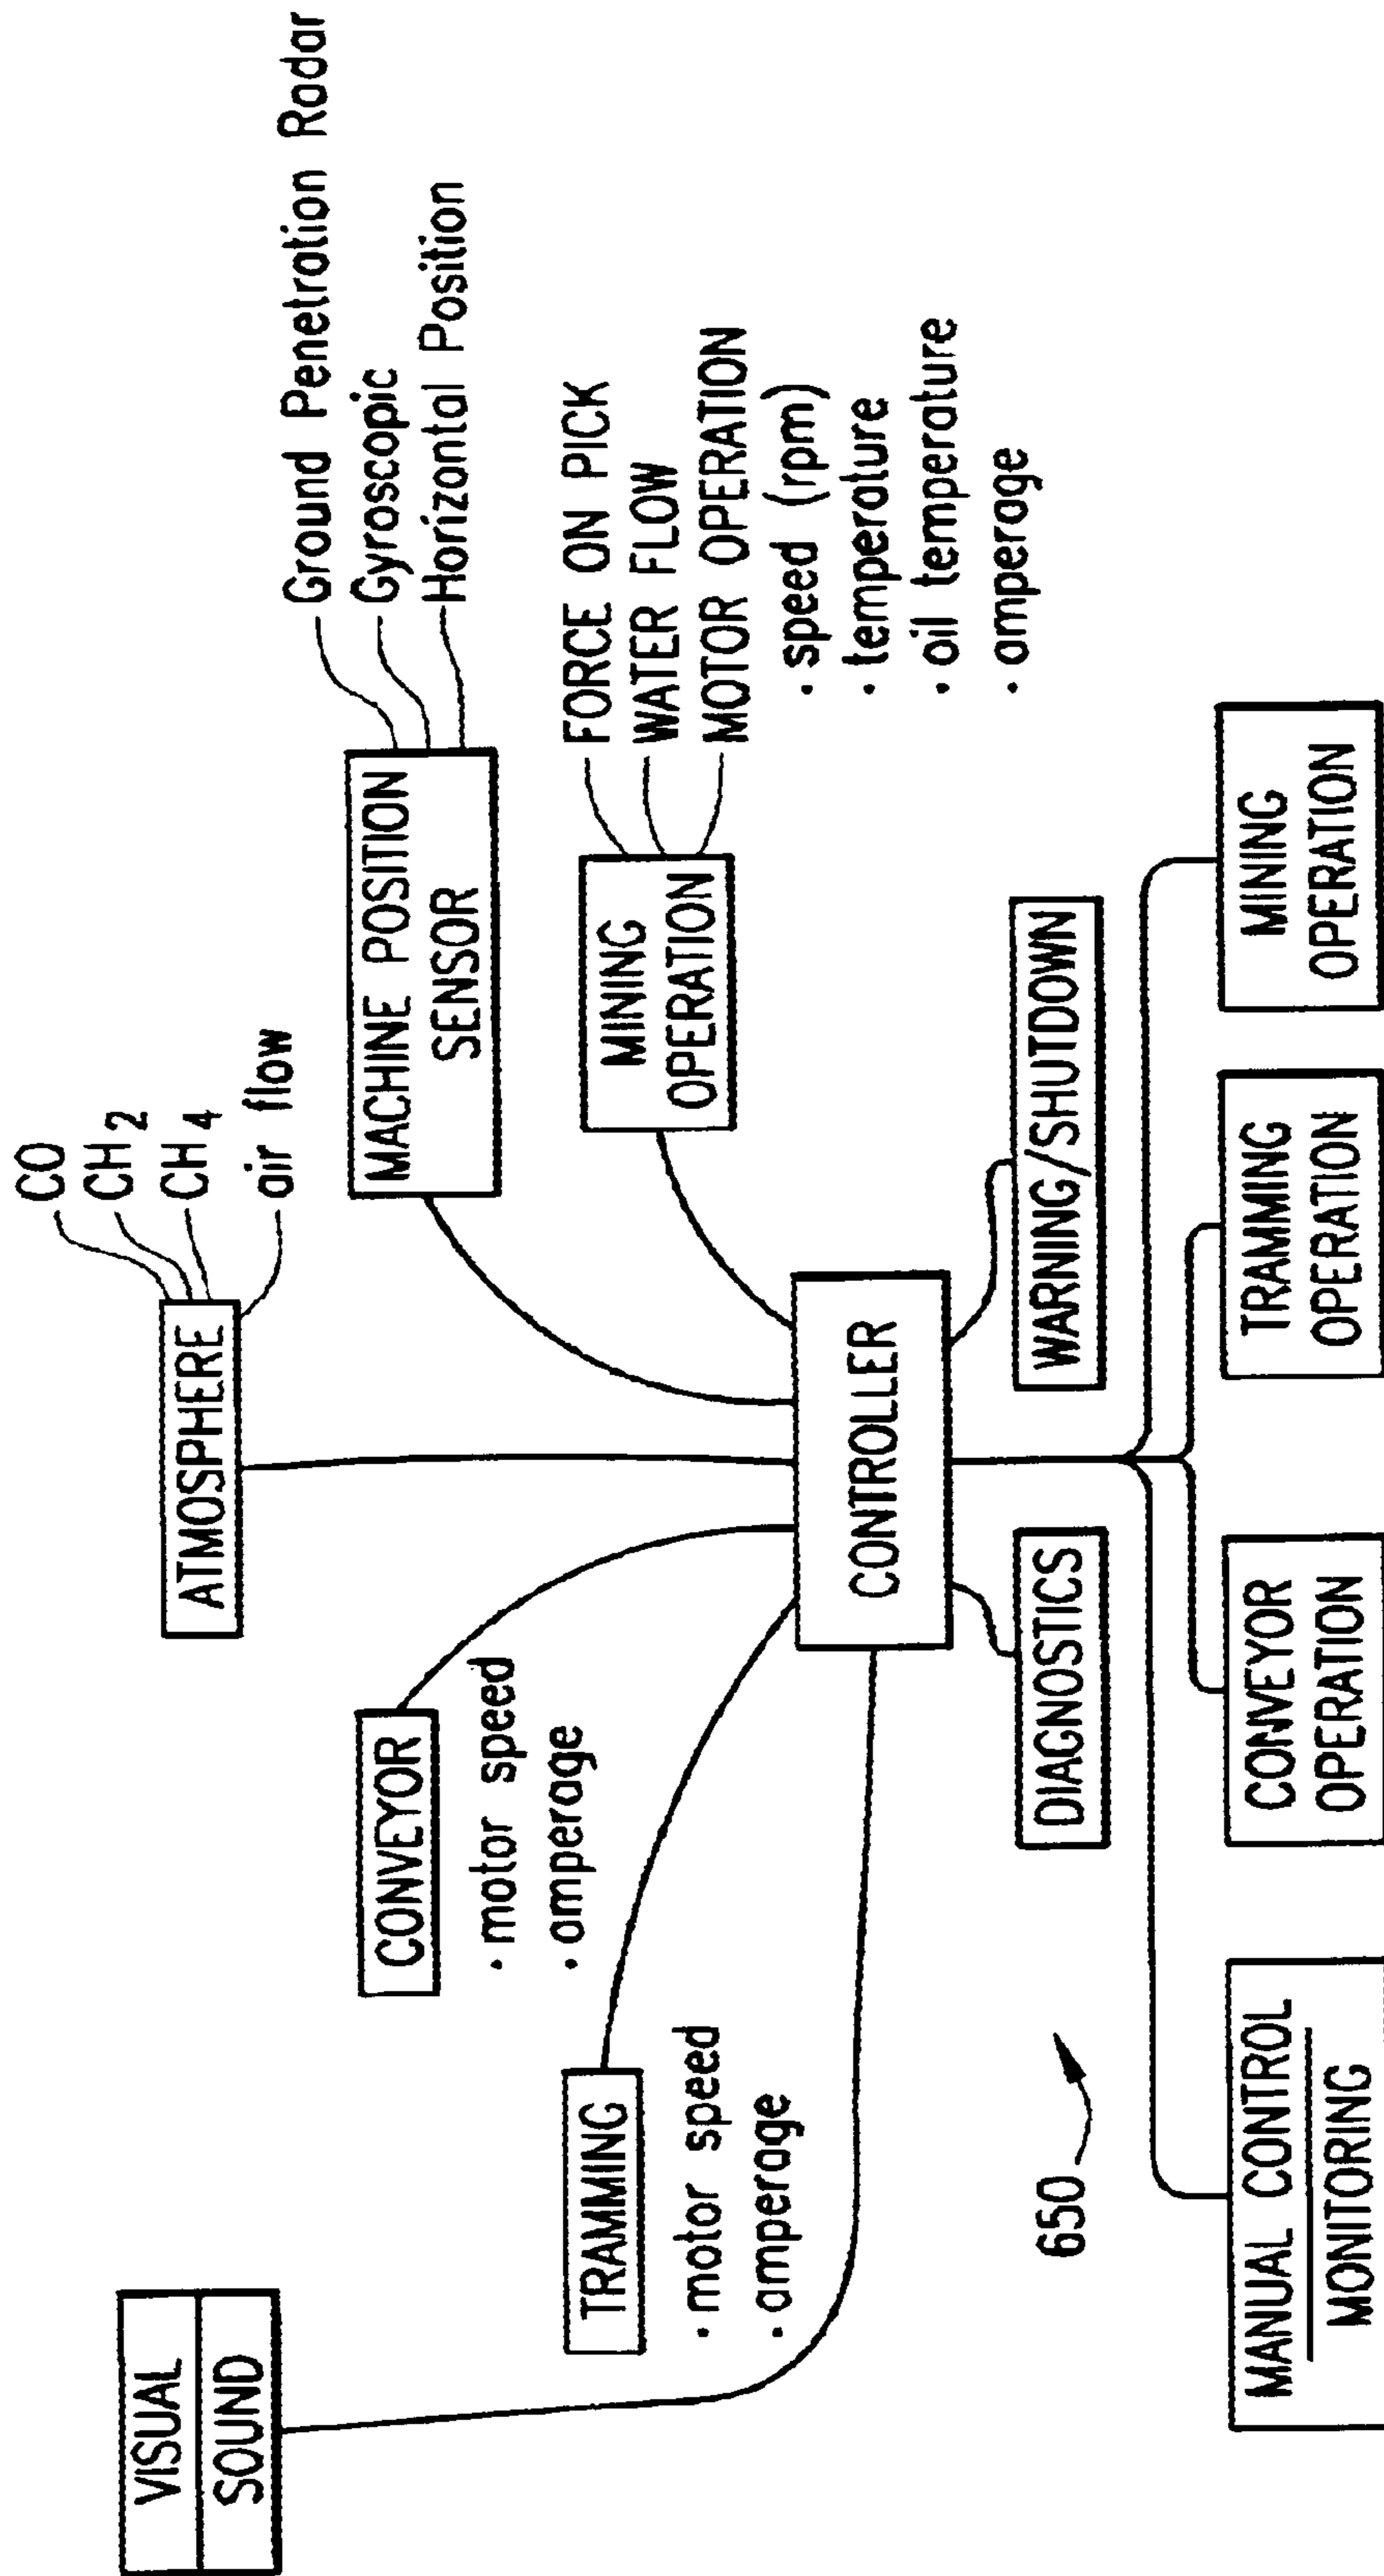 VISUAL
SOUND
TRAMMING
· motor speed
· amperage
CONVEYOR
· motor speed
· amperage
ATMOSPHERE
CO
CH2
CH4
air flow
MACHINE POSITION
SENSOR
Ground Penetration Radar
Gyroscopic
Horizontal Position
MINING
OPERATION
FORCE ON PICK
WATER FLOW
MOTOR OPERATION
· speed (rpm)
· temperature
· oil temperature
· amperage
CONTROLLER
650
DIAGNOSTICS
WARNING/SHUTDOWN
MANUAL CONTROL
MONITORING
CONVEYOR
OPERATION
TRAMMING
OPERATION
MINING
OPERATION